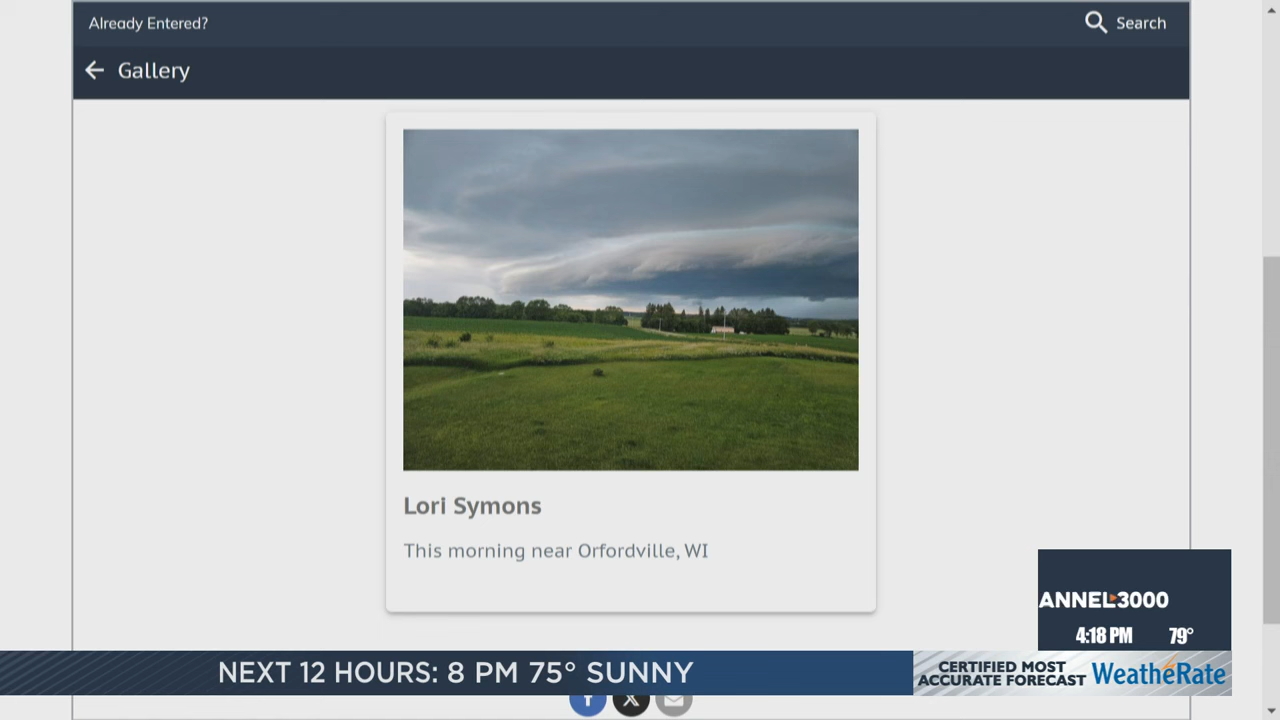 Already Entered?
Search
Gallery
Lori Symons
This morning near Orfordville, WI
ANNEL3000
4:18 PM 79°
NEXT 12 HOURS: 8 PM 75° SUNNY
CERTIFIED MOST
ACCURATE FORECAST
WeatheRate